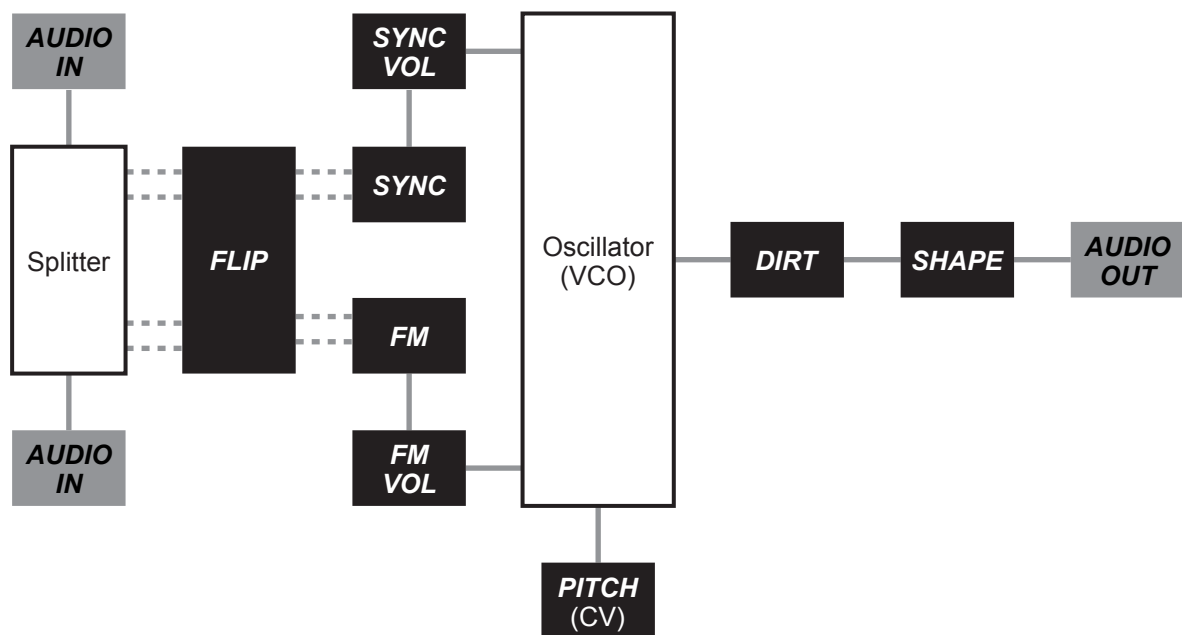 AUDIO
IN
SYNC
VOL
Splitter
FLIP
SYNC
FM
AUDIO
IN
FM
VOL
Oscillator
(VCO)
DIRT
SHAPE
AUDIO
OUT
PITCH
(CV)